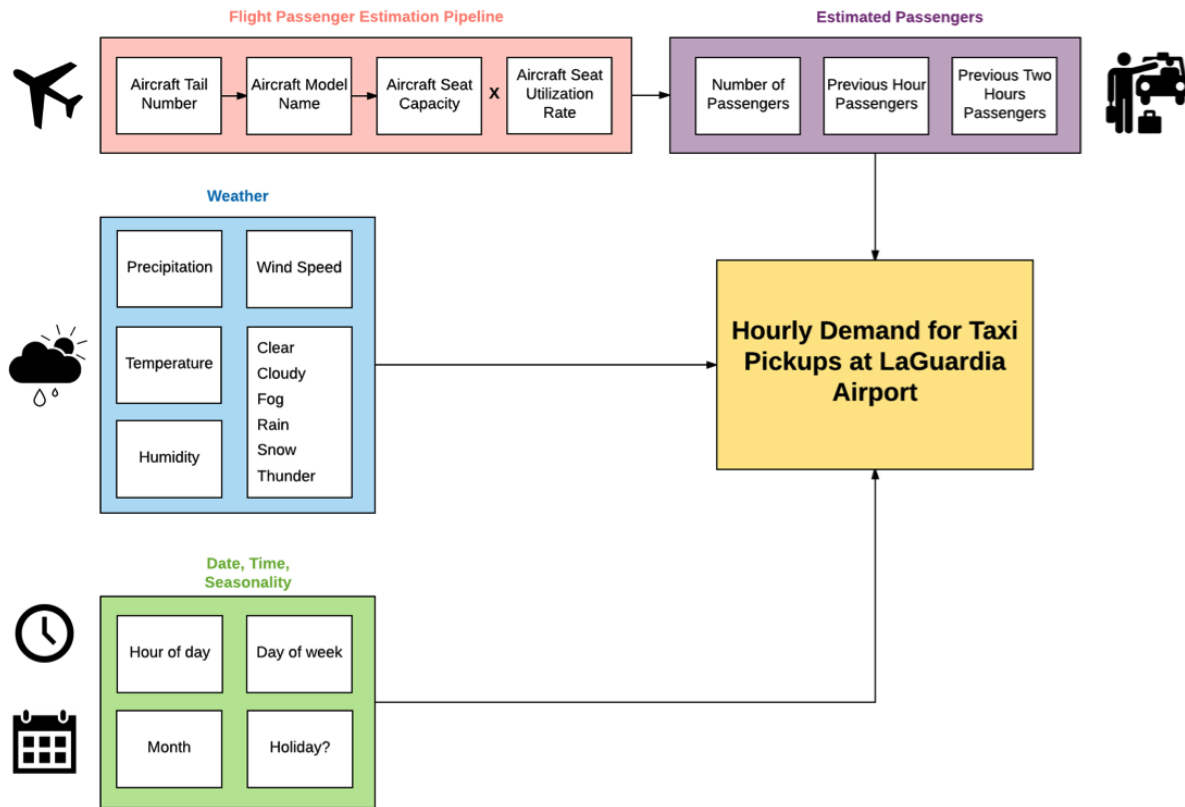 Flight Passenger Estimation Pipeline
Aircraft Tail
Number
Aircraft Model
Name
Aircraft Seat
Capacity
X
Aircraft Seat
Utilization
Rate
Estimated Passengers
Number of
Passengers
Previous Hour
Passengers
Previous Two
Hours
Passengers
Weather
Precipitation
Wind Speed
Temperature
Humidity
Clear
Cloudy
Fog
Rain
Snow
Thunder
Hourly Demand for Taxi
Pickups at LaGuardia
Airport
Date, Time,
Seasonality
Hour of day
Day of week
Month
Holiday?